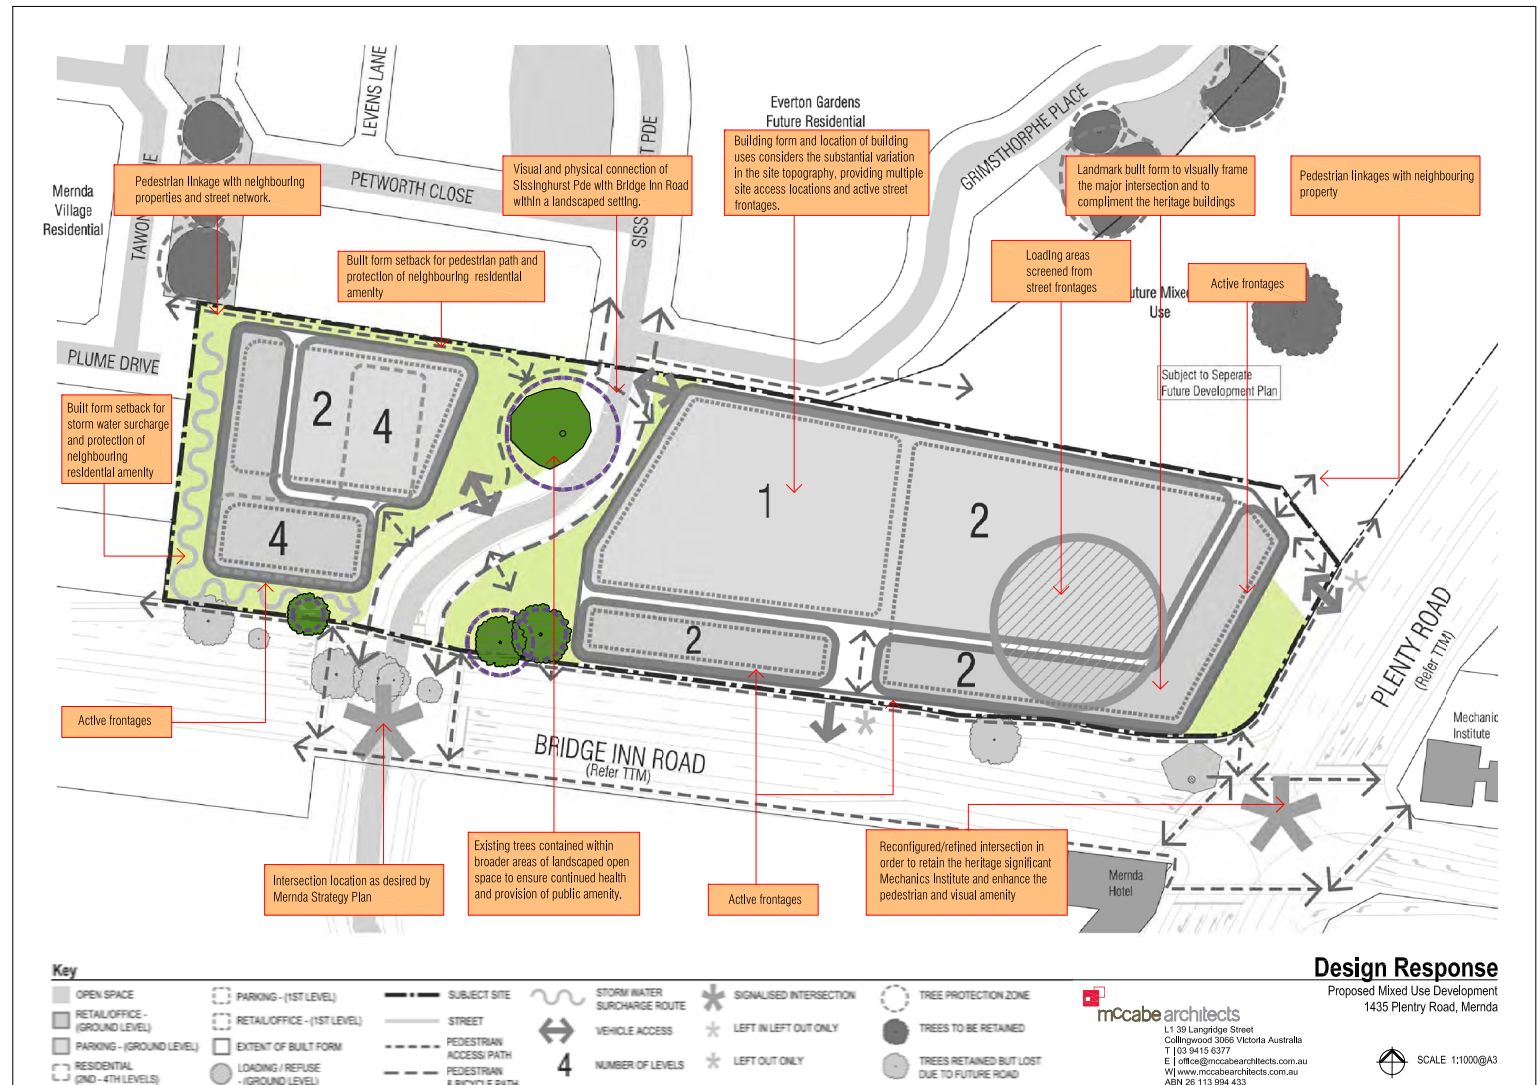 LEVENS LANE
SISS
T PDE
Everton Gardens
Future Residential
GRIMSTHORPHE PLACE
Building form and location of building
uses considers the substantial variation
in the site topography, providing multiple
site access locations and active street
frontages.
Visual and physical connection of
Sissinghurst Pde with Bridge Inn Road
within a landscaped setting.
Landmark built form to visually frame
the major intersection and to
compliment the heritage buildings
Pedestrian linkages with neighbouring
property
Pedestrian linkage with neighbouring
properties and street network.
PETWORTH CLOSE
TAWON
NE
Mernda
Village
Residential
Built form setback for pedestrian path and
protection of neighbouring residential
amenity
Loading areas
screened from
street frontages
Active frontages
uture Mixed
Use
PLUME DRIVE
Subject to Seperate
Future Development Plan
Built form setback for
storm water surcharge
and protection of
neighbouring
residential amenity
2
4
4
1
2
2
2
PLENTY ROAD
(Refer TTM)
Active frontages
BRIDGE INN ROAD
(Refer TTM)
Mechanic
Institute
Mernda
Hotel
Intersection location as desired by
Mernda Strategy Plan
Existing trees contained within
broader areas of landscaped open
space to ensure continued health
and provision of public amenity.
Active frontages
Reconfigured/refined intersection in
order to retain the heritage significant
Mechanics Institute and enhance the
pedestrian and visual amenity
Key
OPEN SPACE
RETAIL/OFFICE -
(GROUND LEVEL)
PARKING - (GROUND LEVEL)
RESIDENTIAL
(2ND - 4TH LEVELS)
PARKING - (1ST LEVEL)
RETAIL/OFFICE - (1ST LEVEL)
EXTENT OF BUILT FORM
LOADING / REFUSE
- (GROUND LEVEL)
SUBJECT SITE
STREET
PEDESTRIAN
ACCESS/ PATH
PEDESTRIAN
& BICYCLE PATH
STORM WATER
SURCHARGE ROUTE
VEHICLE ACCESS
4
NUMBER OF LEVELS
SIGNALISED INTERSECTION
LEFT IN LEFT OUT ONLY
LEFT OUT ONLY
TREE PROTECTION ZONE
TREES TO BE RETAINED
TREES RETAINED BUT LOST
DUE TO FUTURE ROAD
mccabe architects
L1 39 Langridge Street
Collingwood 3066 Victoria Australia
T | 03 9415 6377
E | office@mccabearchitects.com.au
W| www.mccabearchitects.com.au
ABN 26 113 994 433
Design Response
Proposed Mixed Use Development
1435 Plentry Road, Mernda
SCALE 1:1000@A3